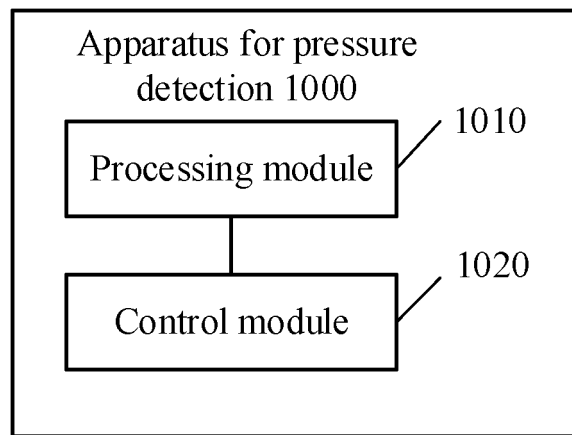 Apparatus for pressure
detection 1000
1010
Processing module
1020
Control module